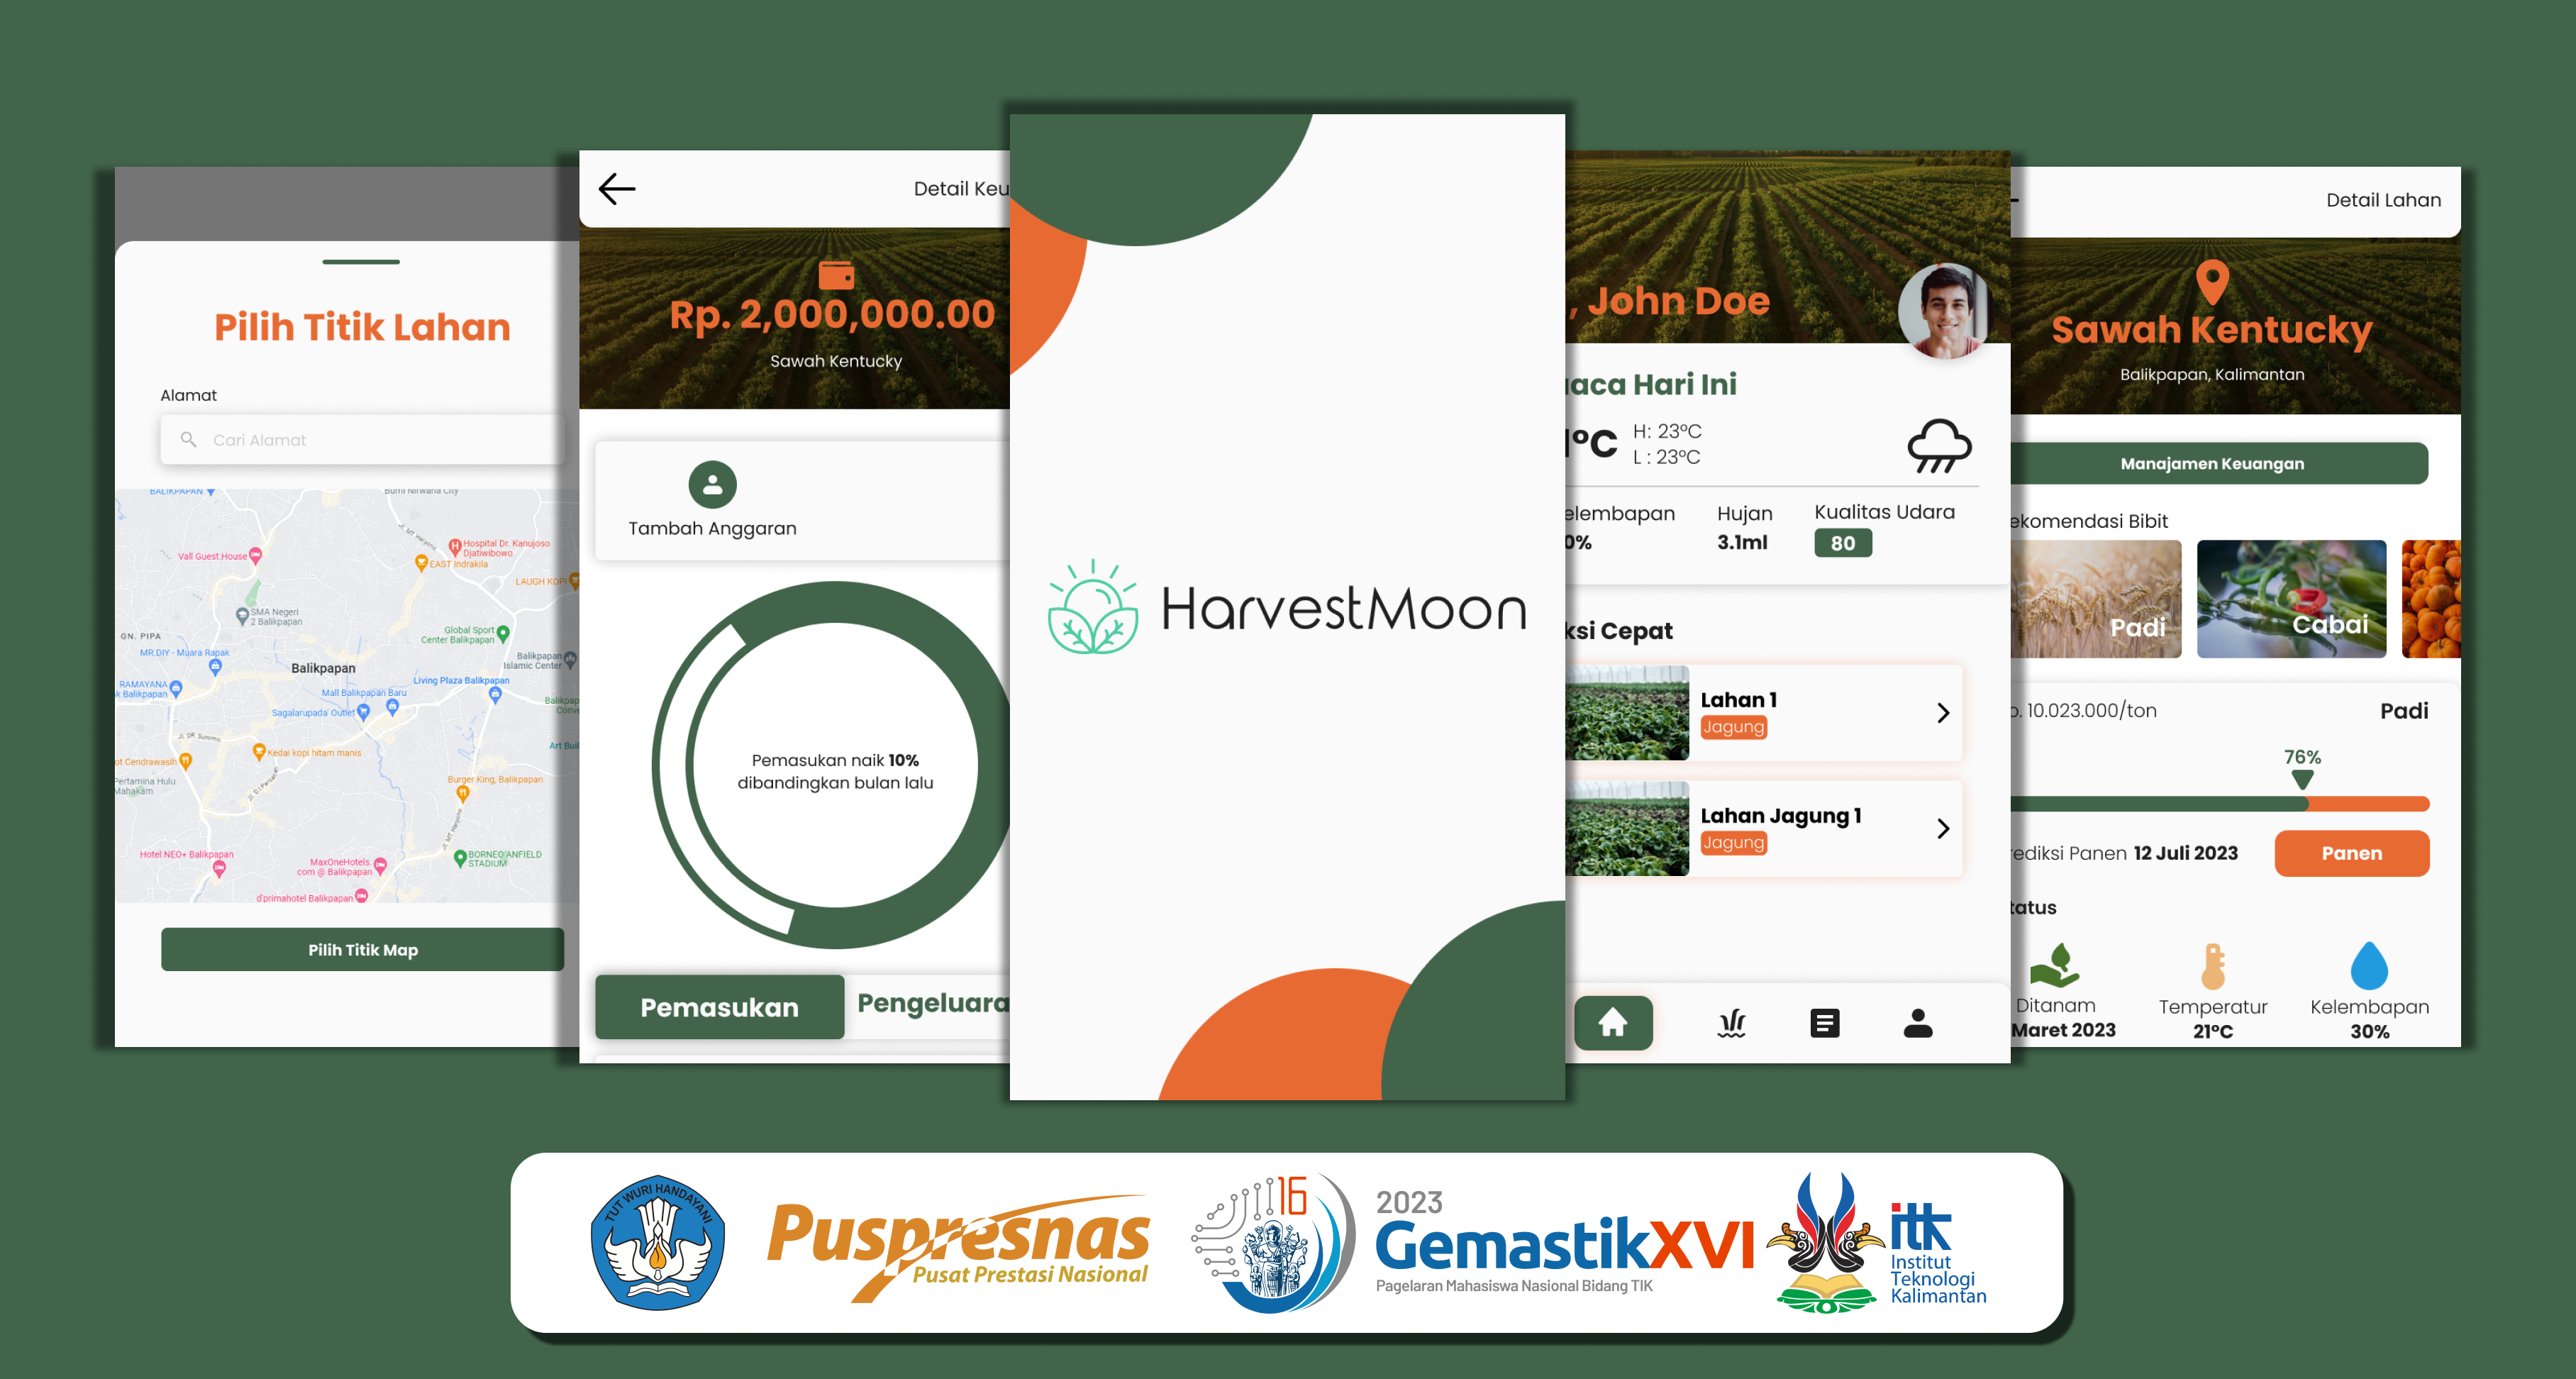 Pilih Titik Lahan
Alamat
Cari Alamat
BALIKPAPAN
Bumi Nirwana City
JL. MT Haryono
Hospital Dr. Kanujoso
Djatiwibowo
Vall Guest House
EAST Indrakila
LAUGH KOPI
SMA Negeri
2 Balikpapan
GN. PIPA
Global Sport
Center Balikpapan
MR.DIY - Muara Rapak
Balikpapan
Balikpapan
Islamic Center
RAMAYANA
Balikpapan
Living Plaza Balikpapan
Mall Balikpapan Baru
Sagalarupada' Outlet
Kedai kopi hitam manis
Cendrawasih
Pertamina Hulu
Mahakam
Burger King, Balikpapan
JL. MT Haryono
Hotel NEO+ Balikpapan
MaxOneHotels.
com @ Balikpapan
BORNEO ANFIELD
STADIUM
d'primahotel Balikpapan
Pilih Titik Map
Detail Keu
Rp. 2,000,000.00
Sawah Kentucky
Tambah Anggaran
Pemasukan naik 10%
dibandingkan bulan lalu
Pemasukan
Pengeluara
HarvestMoon
, John Doe
aca Hari Ini
°C
H: 23°C
L : 23°C
elembapan
0%
Hujan
3.1ml
Kualitas Udara
80
ksi Cepat
Lahan 1
Jagung
Lahan Jagung 1
Jagung
Detail Lahan
Sawah Kentucky
Balikpapan, Kalimantan
Manajamen Keuangan
ekomendasi Bibit
Padi
Cabai
p. 10.023.000/ton
Padi
76%
rediksi Panen 12 Juli 2023
Panen
tatus
Ditanam
Maret 2023
Temperatur
21°C
Kelembapan
30%
TUT WURI HANDAYANI
Puspresnas
Pusat Prestasi Nasional
16
2023
GemastikXVI
Pagelaran Mahasiswa Nasional Bidang TIK
itk
Institut
Teknologi
Kalimantan